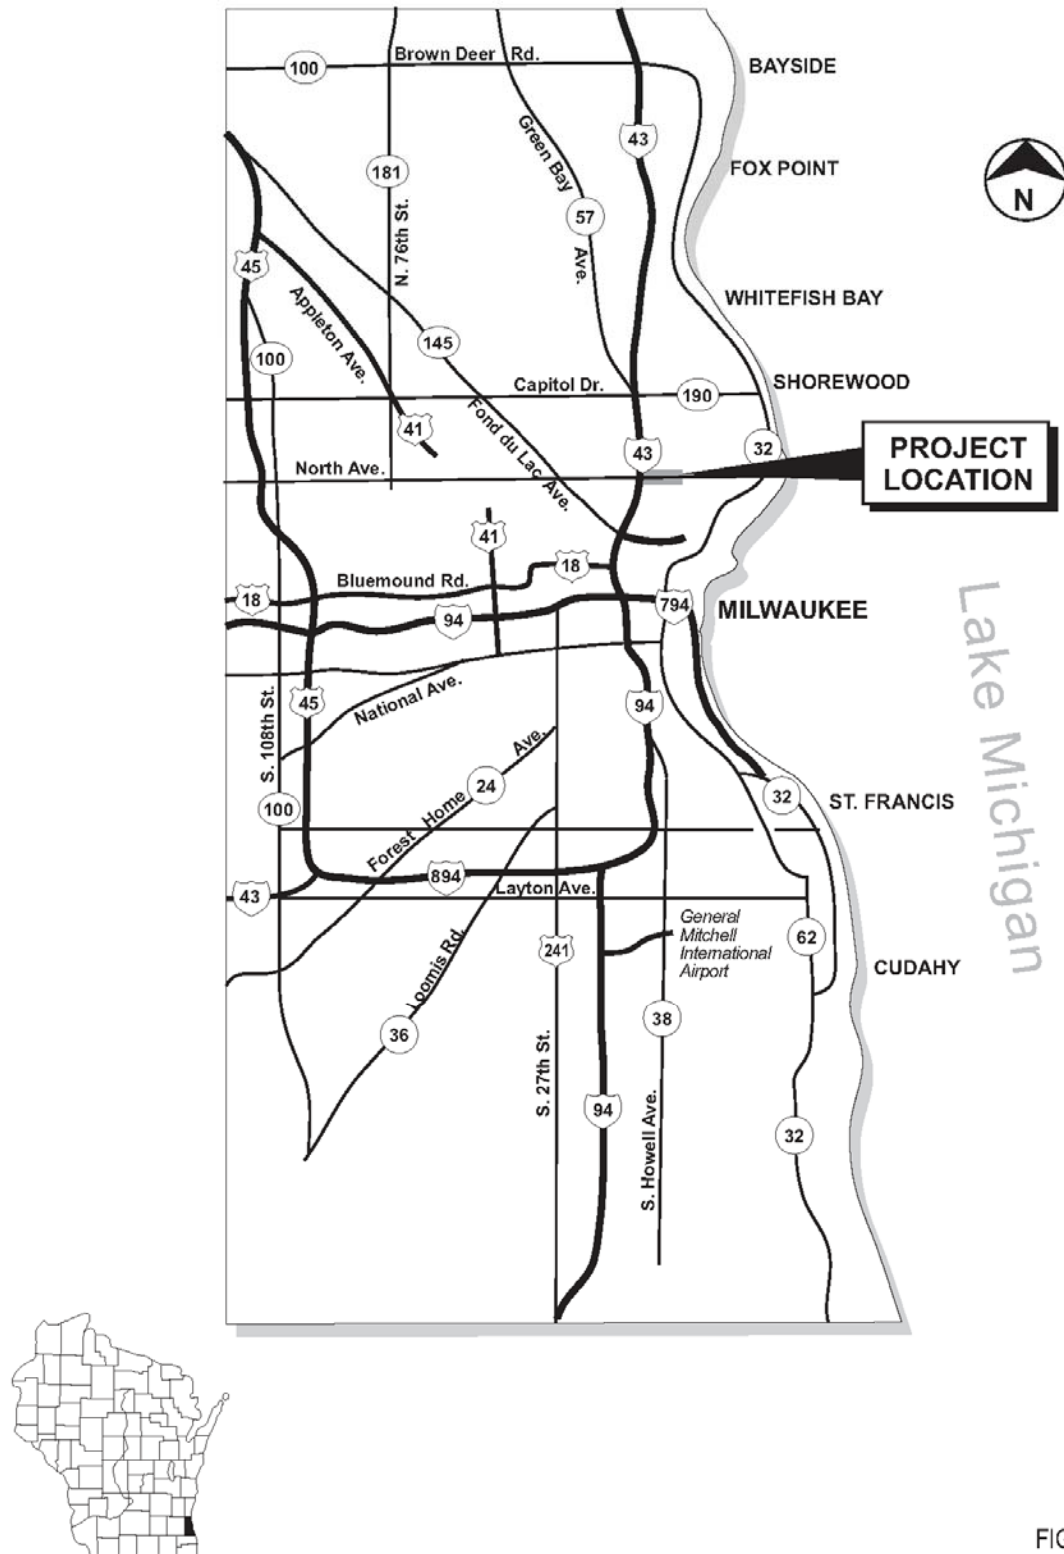 Brown Deer Rd.
100
BAYSIDE
43
Green Bay Ave.
FOX POINT
181
N
57
N. 76th St.
45
WHITEFISH BAY
Appleton Ave.
145
100
SHOREWOOD
Capitol Dr.
190
Fond du Lac Ave.
41
32
PROJECT
LOCATION
43
North Ave.
41
18
Bluemound Rd.
18
794
MILWAUKEE
94
Lake Michigan
National Ave.
45
94
S. 108th St.
Forest Home Ave.
24
32
ST. FRANCIS
100
894
Layton Ave.
43
General
Mitchell
International
Airport
62
241
Loomis Rd.
CUDAHY
38
36
S. 27th St.
94
32
S. Howell Ave.